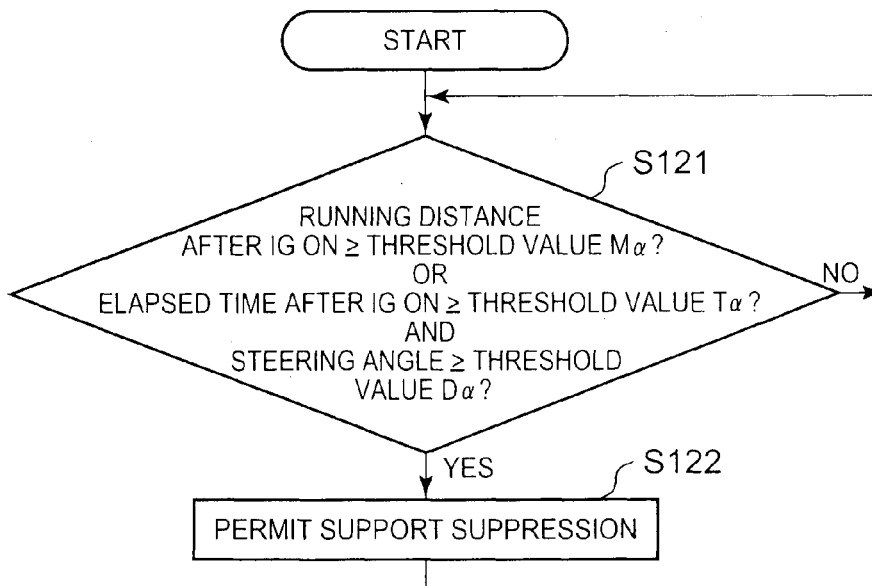 START
S121
RUNNING DISTANCE
AFTER IG ON ≥ THRESHOLD VALUE Mα?
OR
ELAPSED TIME AFTER IG ON ≥ THRESHOLD VALUE Tα?
AND
STEERING ANGLE ≥ THRESHOLD
VALUE Dα?
NO
YES
S122
PERMIT SUPPORT SUPPRESSION